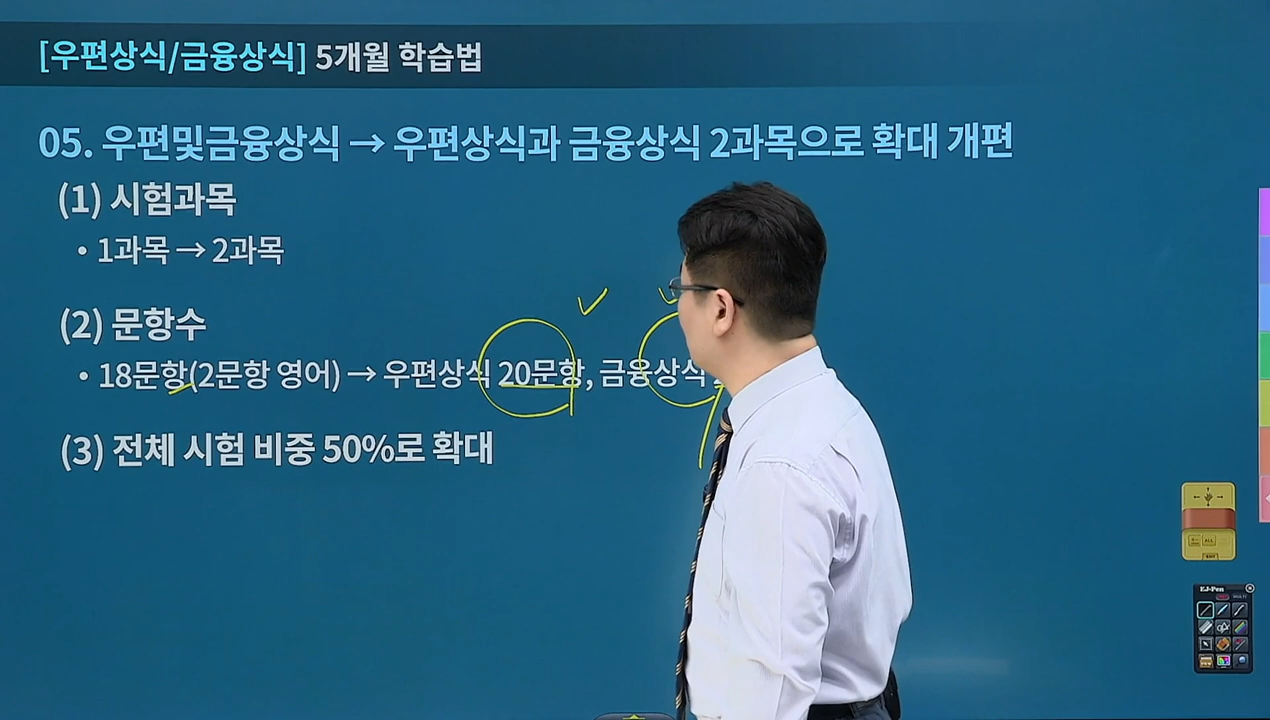 [우편상식/금융상식] 5개월 학습법
05. 우편및금융상식 → 우편상식과 금융상식 2과목으로 확대 개편
(1) 시험과목
• 1과목 → 2과목
(2) 문항수
• 18문항(2문항 영어) → 우편상식 20문항, 금융상식
(3) 전체 시험 비중 50%로 확대
EJ-Pen